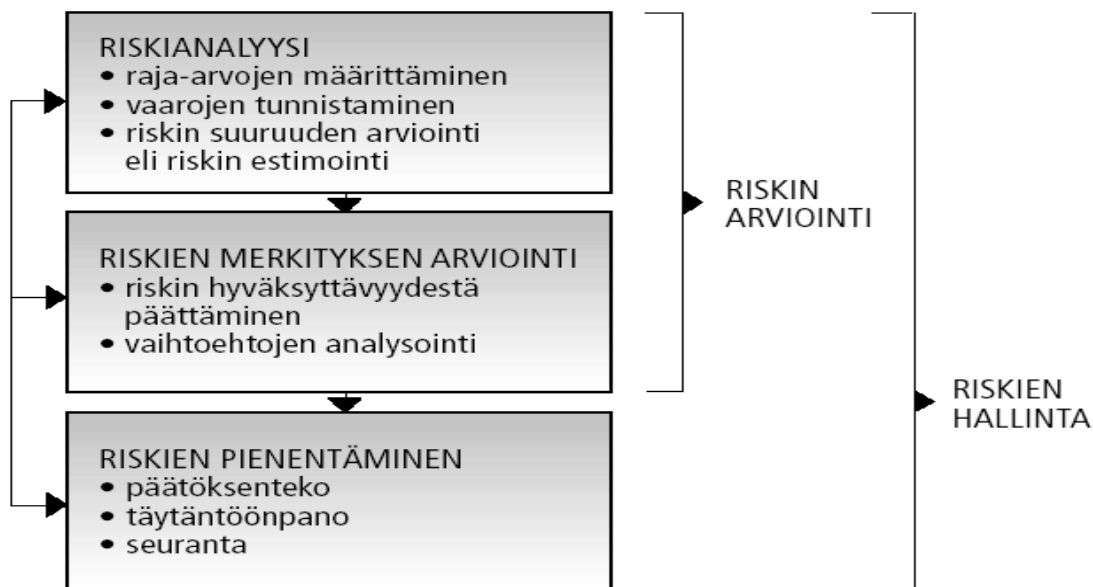 RISKIANALYYSI
• raja-arvojen määrittäminen
• vaarojen tunnistaminen
• riskin suuruuden arviointi
eli riskin estimointi
RISKIEN MERKITYKSEN ARVIOINTI
• riskin hyväksyttävyydestä
päättäminen
• vaihtoehtojen analysointi
RISKIEN PIENENTÄMINEN
• päätöksenteko
• täytäntöönpano
• seuranta
RISKIN
ARVIOINTI
RISKIEN
HALLINTA